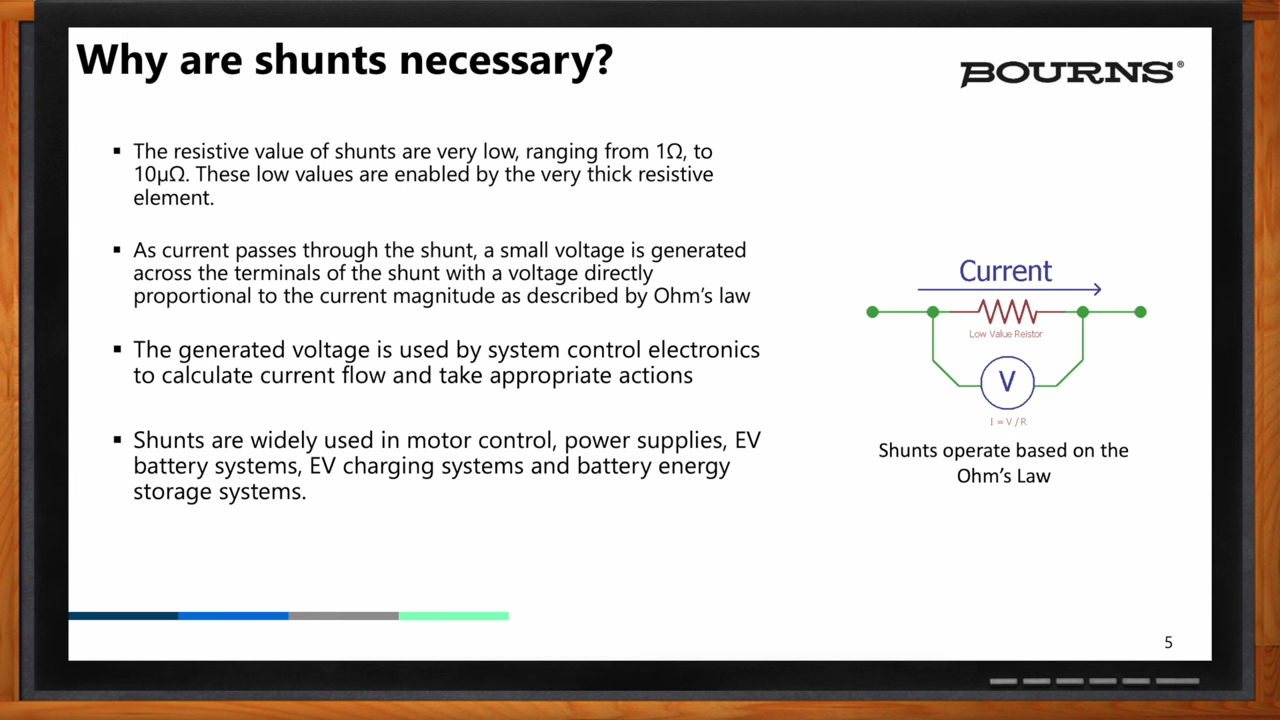 Why are shunts necessary?
BOURNS®
▪ The resistive value of shunts are very low, ranging from 1Ω, to
10µΩ. These low values are enabled by the very thick resistive
element.
▪ As current passes through the shunt, a small voltage is generated
across the terminals of the shunt with a voltage directly
proportional to the current magnitude as described by Ohm’s law
▪ The generated voltage is used by system control electronics
to calculate current flow and take appropriate actions
▪ Shunts are widely used in motor control, power supplies, EV
battery systems, EV charging systems and battery energy
storage systems.
Current
Low Value Reistor
V
I = V / R
Shunts operate based on the
Ohm’s Law
5